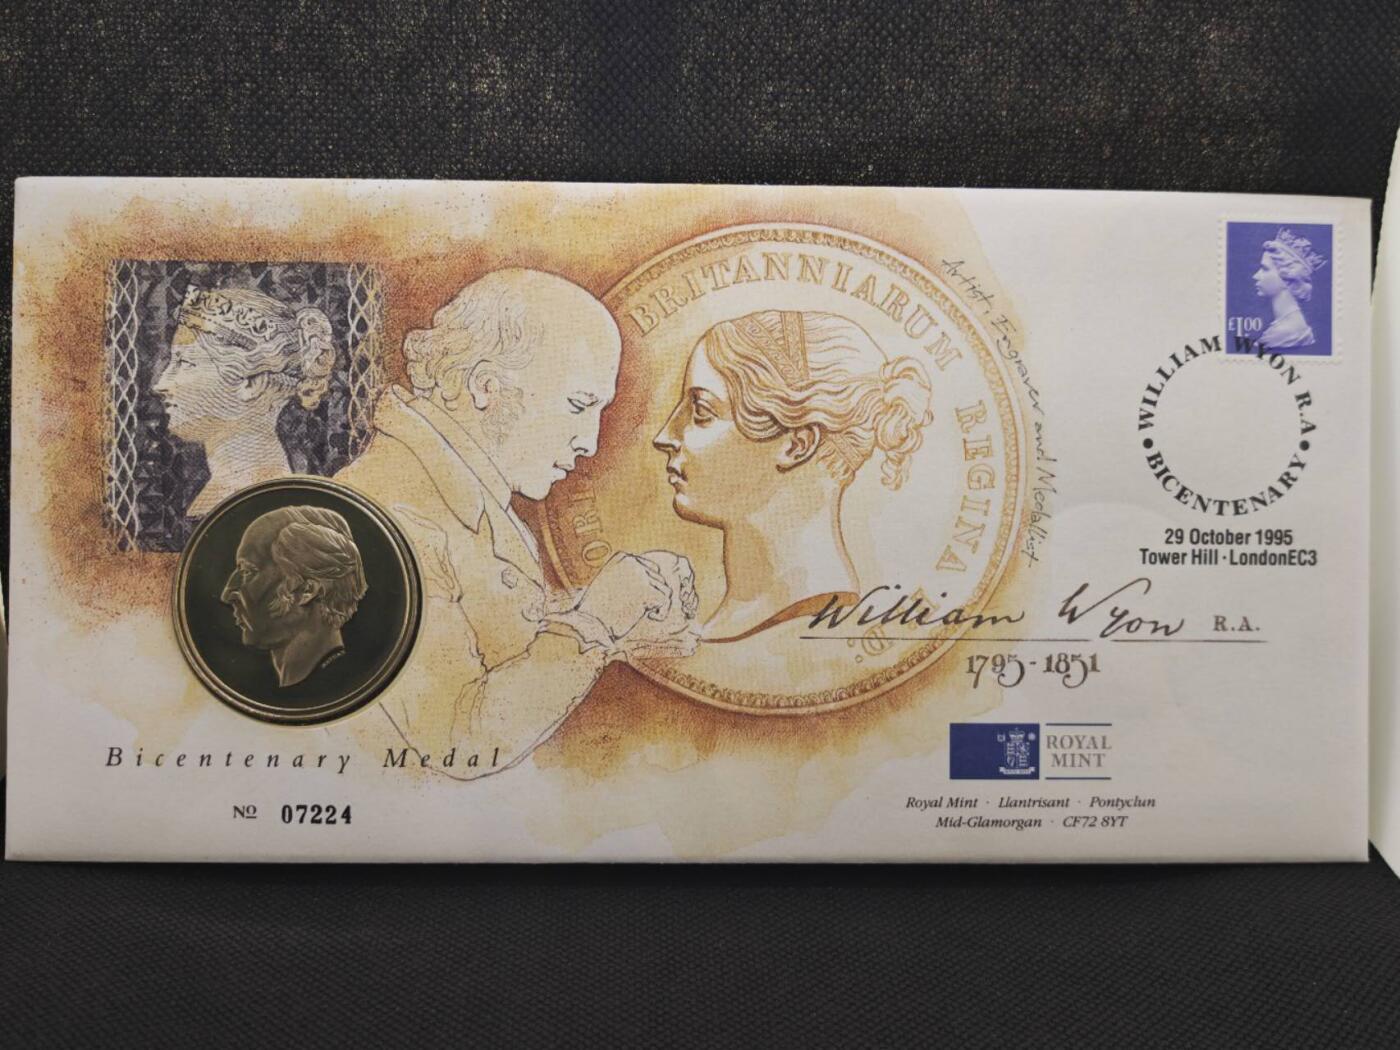 BRITANNIARUM REGINA
D:
Artist, Engraver and Medallist
£1.00
WILLIAM WYON R.A.
• BICENTENARY •
29 October 1995
Tower Hill · LondonEC3
William Wyon R.A.
1795 - 1851
Bicentenary Medal
Nº 07224
ROYAL
MINT
Royal Mint · Llantrisant · Pontyclun
Mid-Glamorgan · CF72 8YT